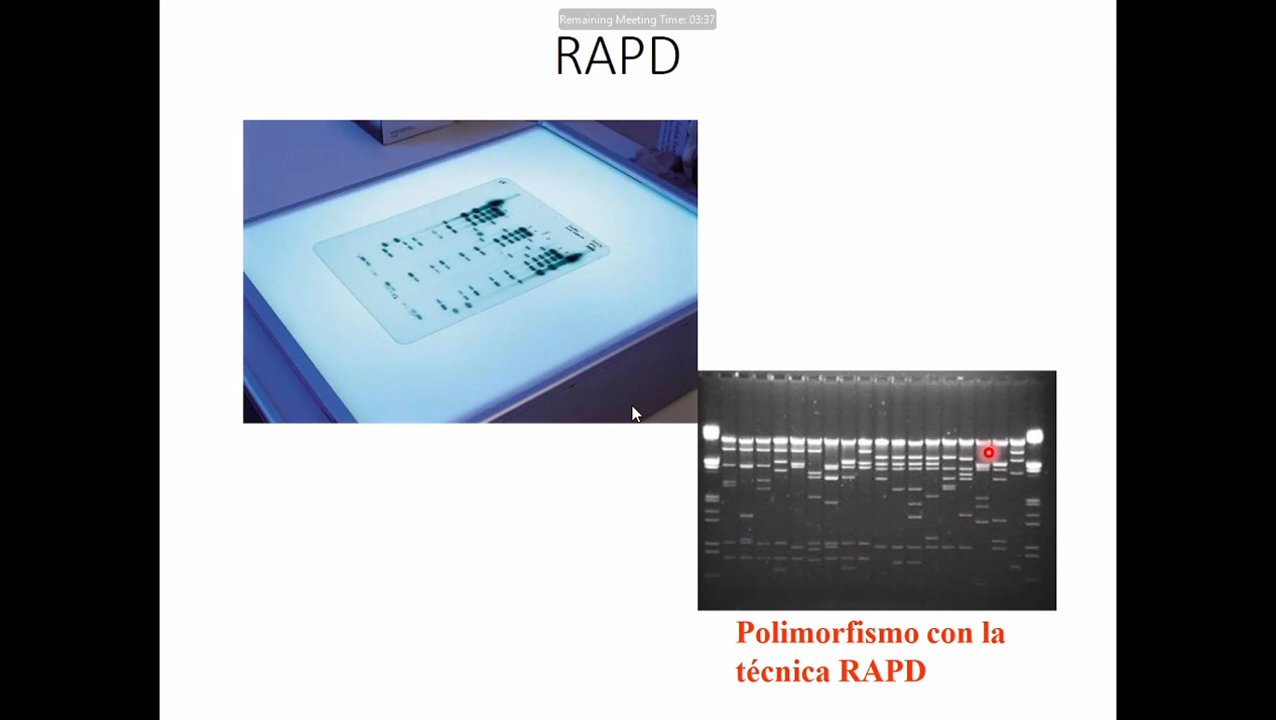 Remaining Meeting Time: 03:37
RAPD
Polimorfismo con la
técnica RAPD